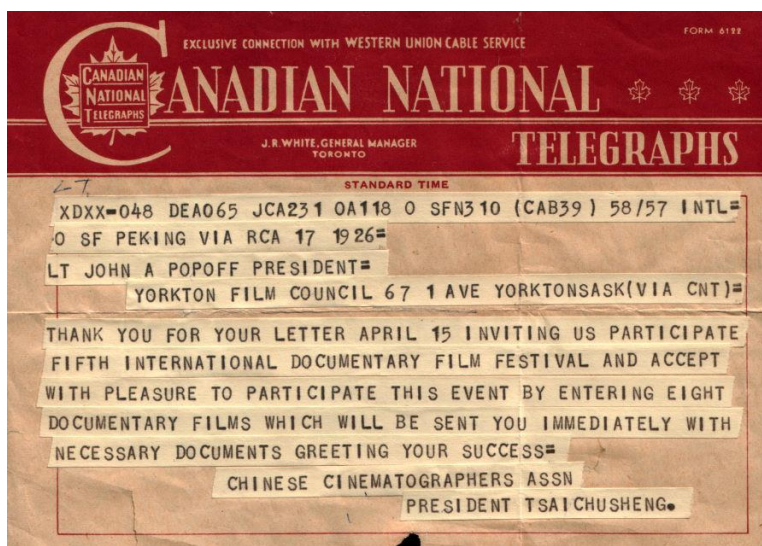 FORM 6122
EXCLUSIVE CONNECTION WITH WESTERN UNION CABLE SERVICE
CANADIAN
NATIONAL
TELEGRAPHS
CANADIAN NATIONAL
TELEGRAPHS
J.R. WHITE, GENERAL MANAGER
TORONTO
STANDARD TIME
LT
XDXX-048 DEA065 JCA231 OA118 O SFN310 (CAB39) 58/57 INTL=
O SF PEKING VIA RCA 17 1926=
LT JOHN A POPOFF PRESIDENT=
YORKTON FILM COUNCIL 67 1 AVE YORKTONSASK(VIA CNT)=
THANK YOU FOR YOUR LETTER APRIL 15 INVITING US PARTICIPATE
FIFTH INTERNATIONAL DOCUMENTARY FILM FESTIVAL AND ACCEPT
WITH PLEASURE TO PARTICIPATE THIS EVENT BY ENTERING EIGHT
DOCUMENTARY FILMS WHICH WILL BE SENT YOU IMMEDIATELY WITH
NECESSARY DOCUMENTS GREETING YOUR SUCCESS=
CHINESE CINEMATOGRAPHERS ASSN
PRESIDENT TSAICHUSHENG.